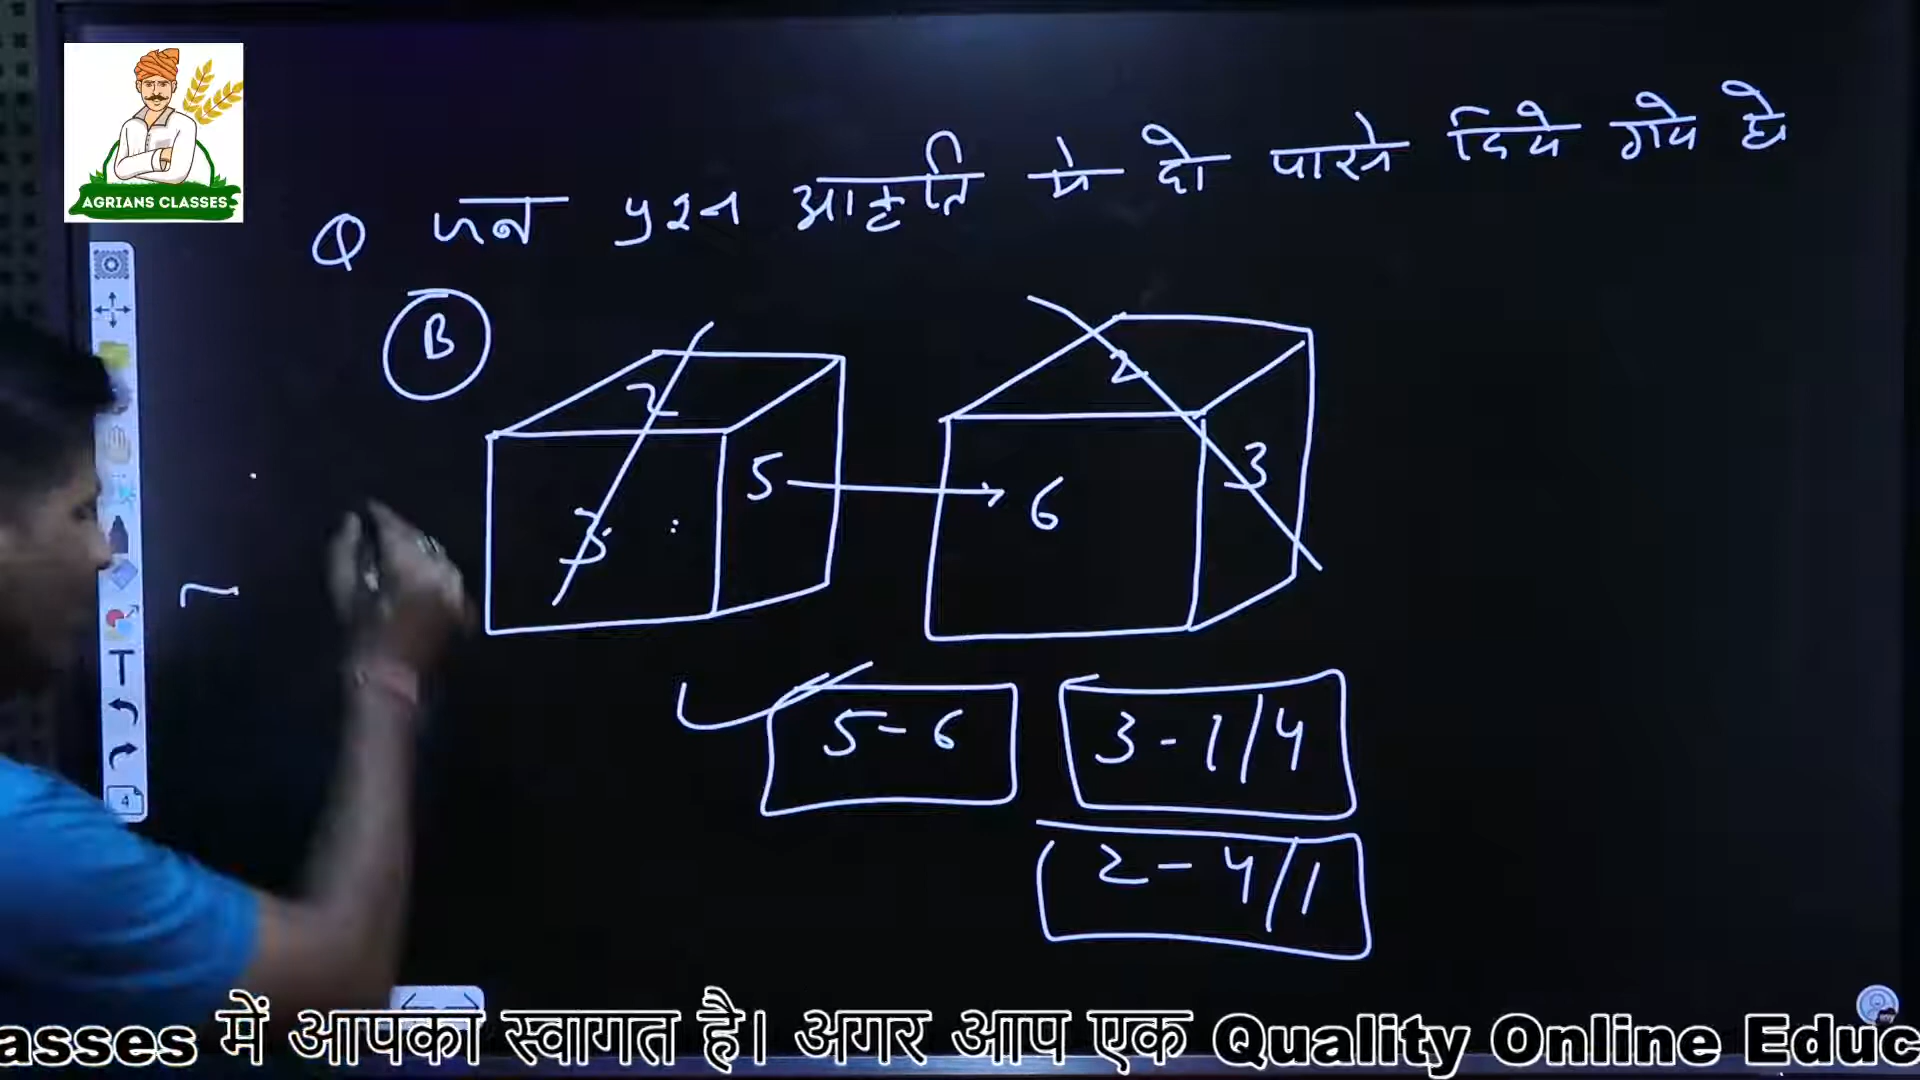 AGRIANS CLASSES
Q जब प्रश्न आकृति मे दो पासे दिये गये हो
B
2
3
5
2
6
3
5-6
3-1/4
2-4/1
T
4
asses में आपका स्वागत है। अगर आप एक Quality Online Educ